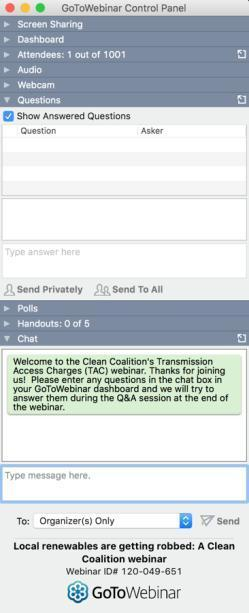 GoToWebinar Control Panel
Screen Sharing
Dashboard
Attendees: 1 out of 1001
Audio
Webcam
Questions
Show Answered Questions
Question Asker
Type answer here
Send Privately Send To All
Polls
Handouts: 0 of 5
Chat
Welcome to the Clean Coalition's Transmission
Access Charges (TAC) webinar. Thanks for joining
us! Please enter any questions in the chat box in
your GoToWebinar dashboard and we will try to
answer them during the Q&A session at the end of
the webinar.
Type message here.
To: Organizer(s) Only Send
Local renewables are getting robbed: A Clean
Coalition webinar
Webinar ID# 120-049-651
GoToWebinar